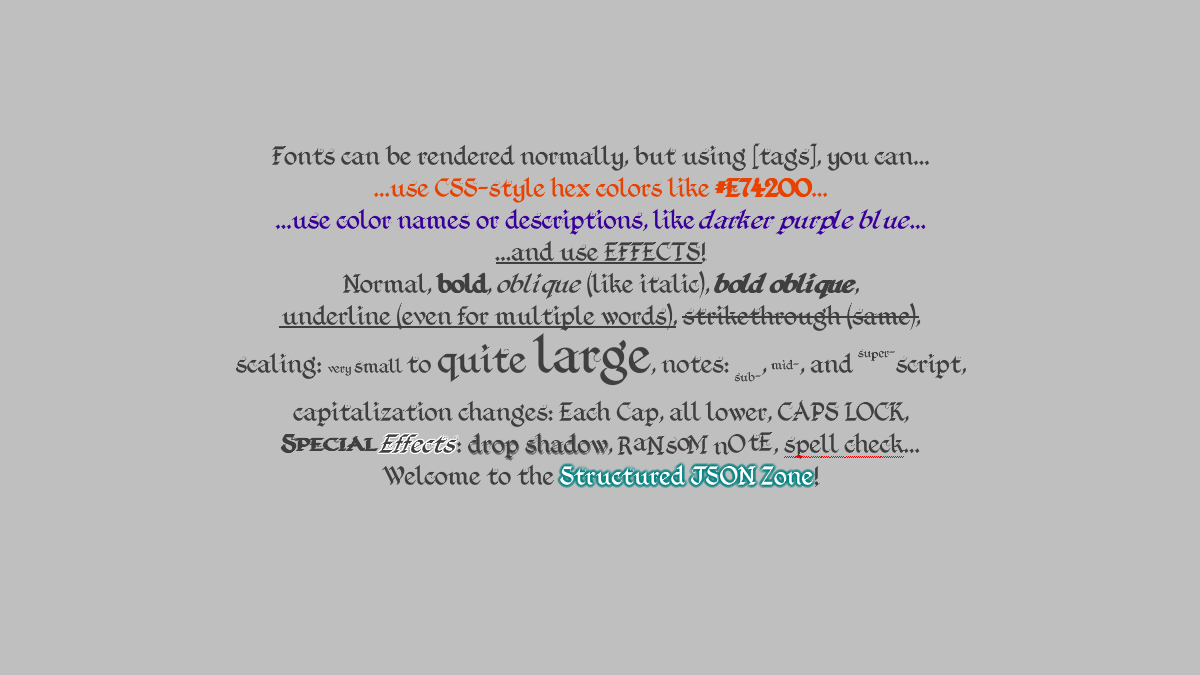 Fonts can be rendered normally, but using [tags], you can...
...use CSS-style hex colors like #E74200...
...use color names or descriptions, like darker purple blue...
...and use EFFECTS!
Normal, bold, oblique (like italic), bold oblique,
underline (even for multiple words), strikethrough (same),
scaling: very small to quite large, notes: sub-, mid-, and super-script,
capitalization changes: Each Cap, all lower, CAPS LOCK,
SPECIAL Effects: drop shadow, RaNsoM nOtE, spell check...
Welcome to the Structured JSON Zone!